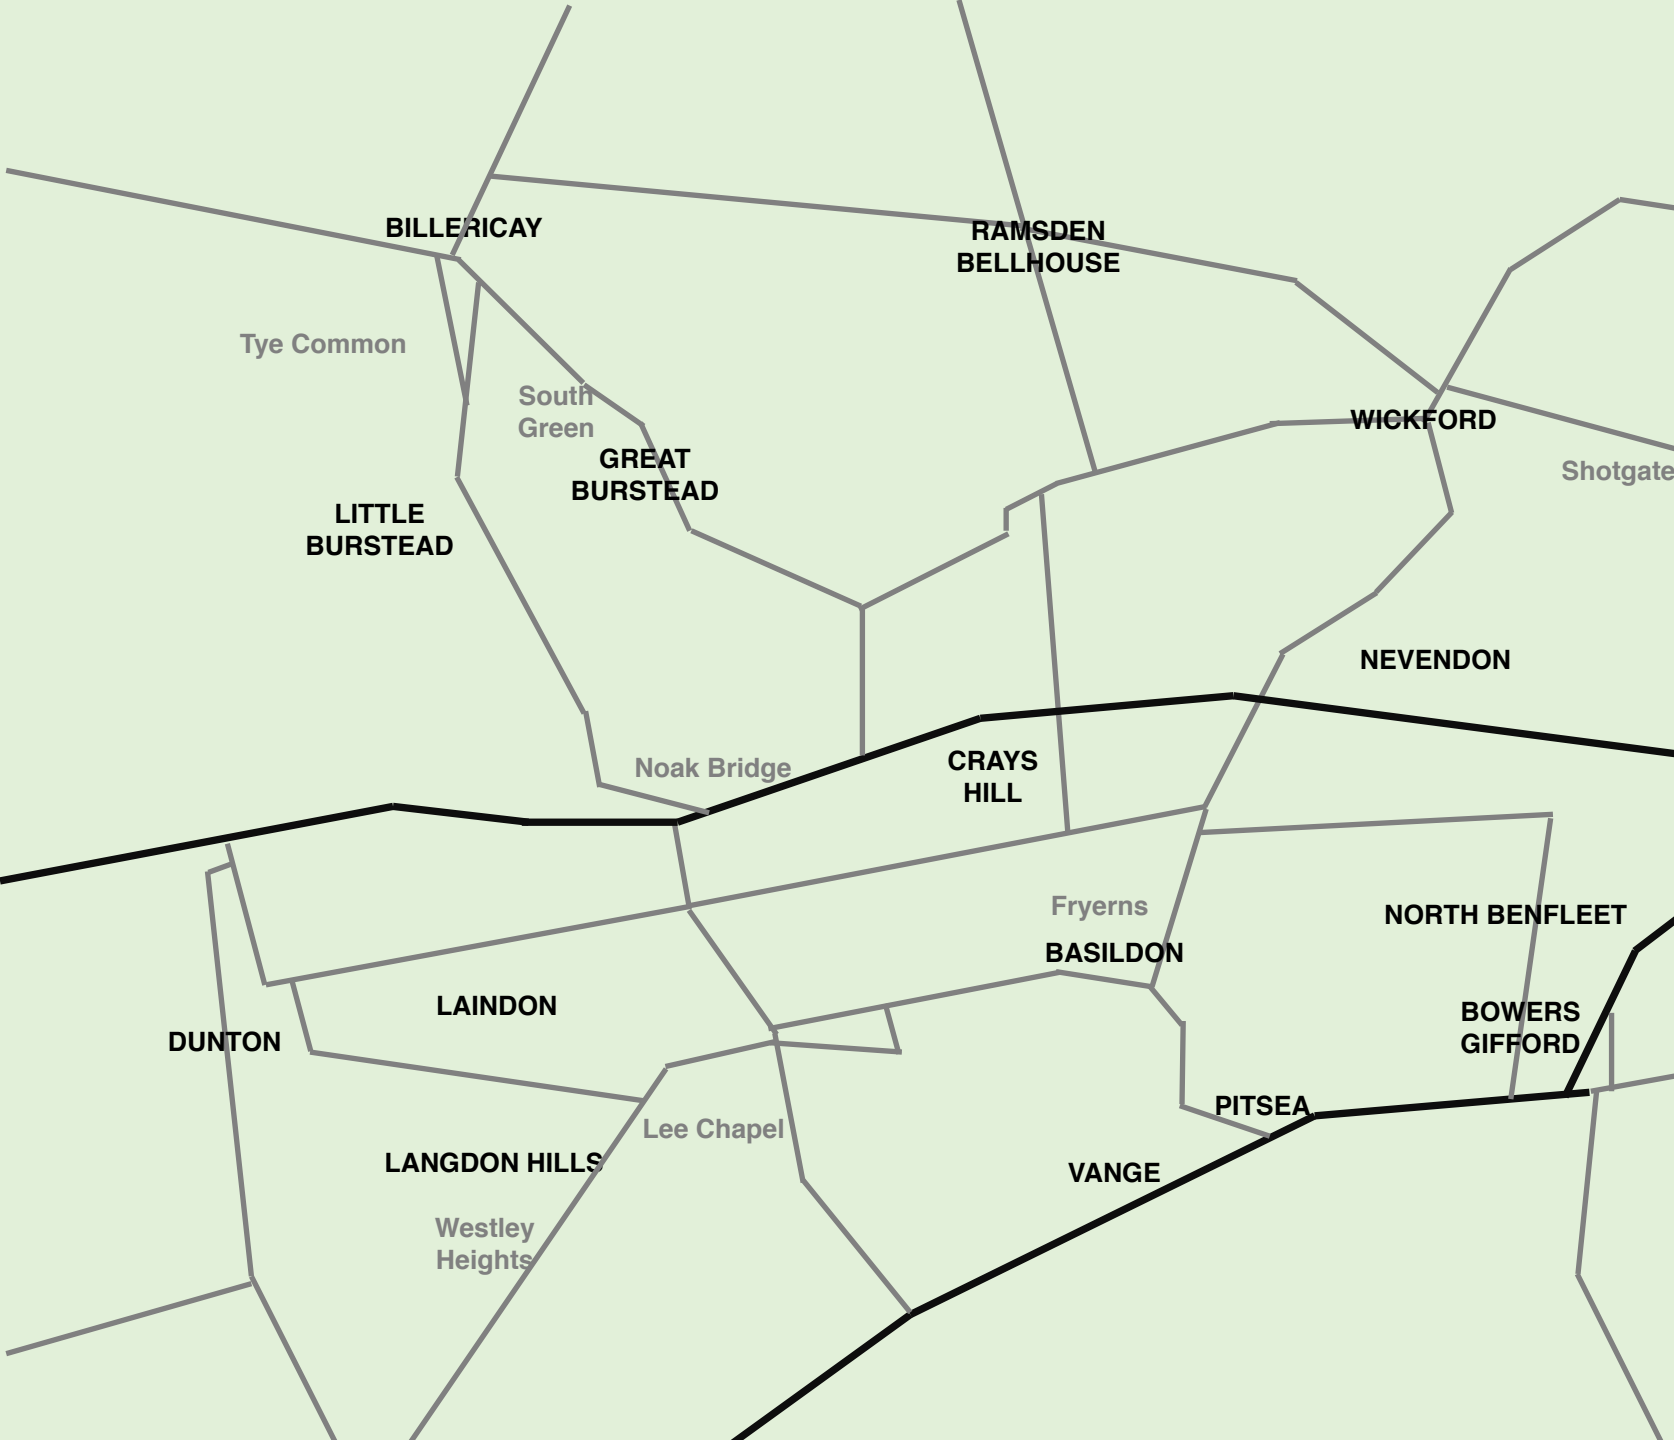 BILLERICAY
RAMSDEN
BELLHOUSE
Tye Common
South
Green
WICKFORD
GREAT
BURSTEAD
Shotgate
LITTLE
BURSTEAD
NEVENDON
Noak Bridge
CRAYS
HILL
Fryerns
NORTH BENFLEET
BASILDON
LAINDON
BOWERS
GIFFORD
DUNTON
PITSEA
Lee Chapel
LANGDON HILLS
VANGE
Westley
Heights